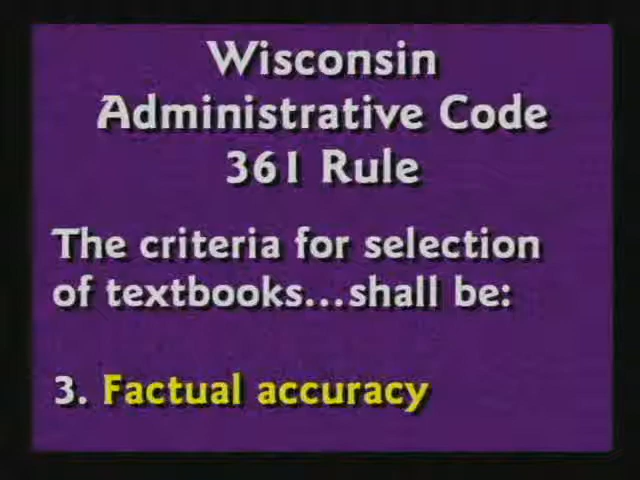 Wisconsin
Administrative Code
361 Rule
The criteria for selection
of textbooks...shall be:
3. Factual accuracy